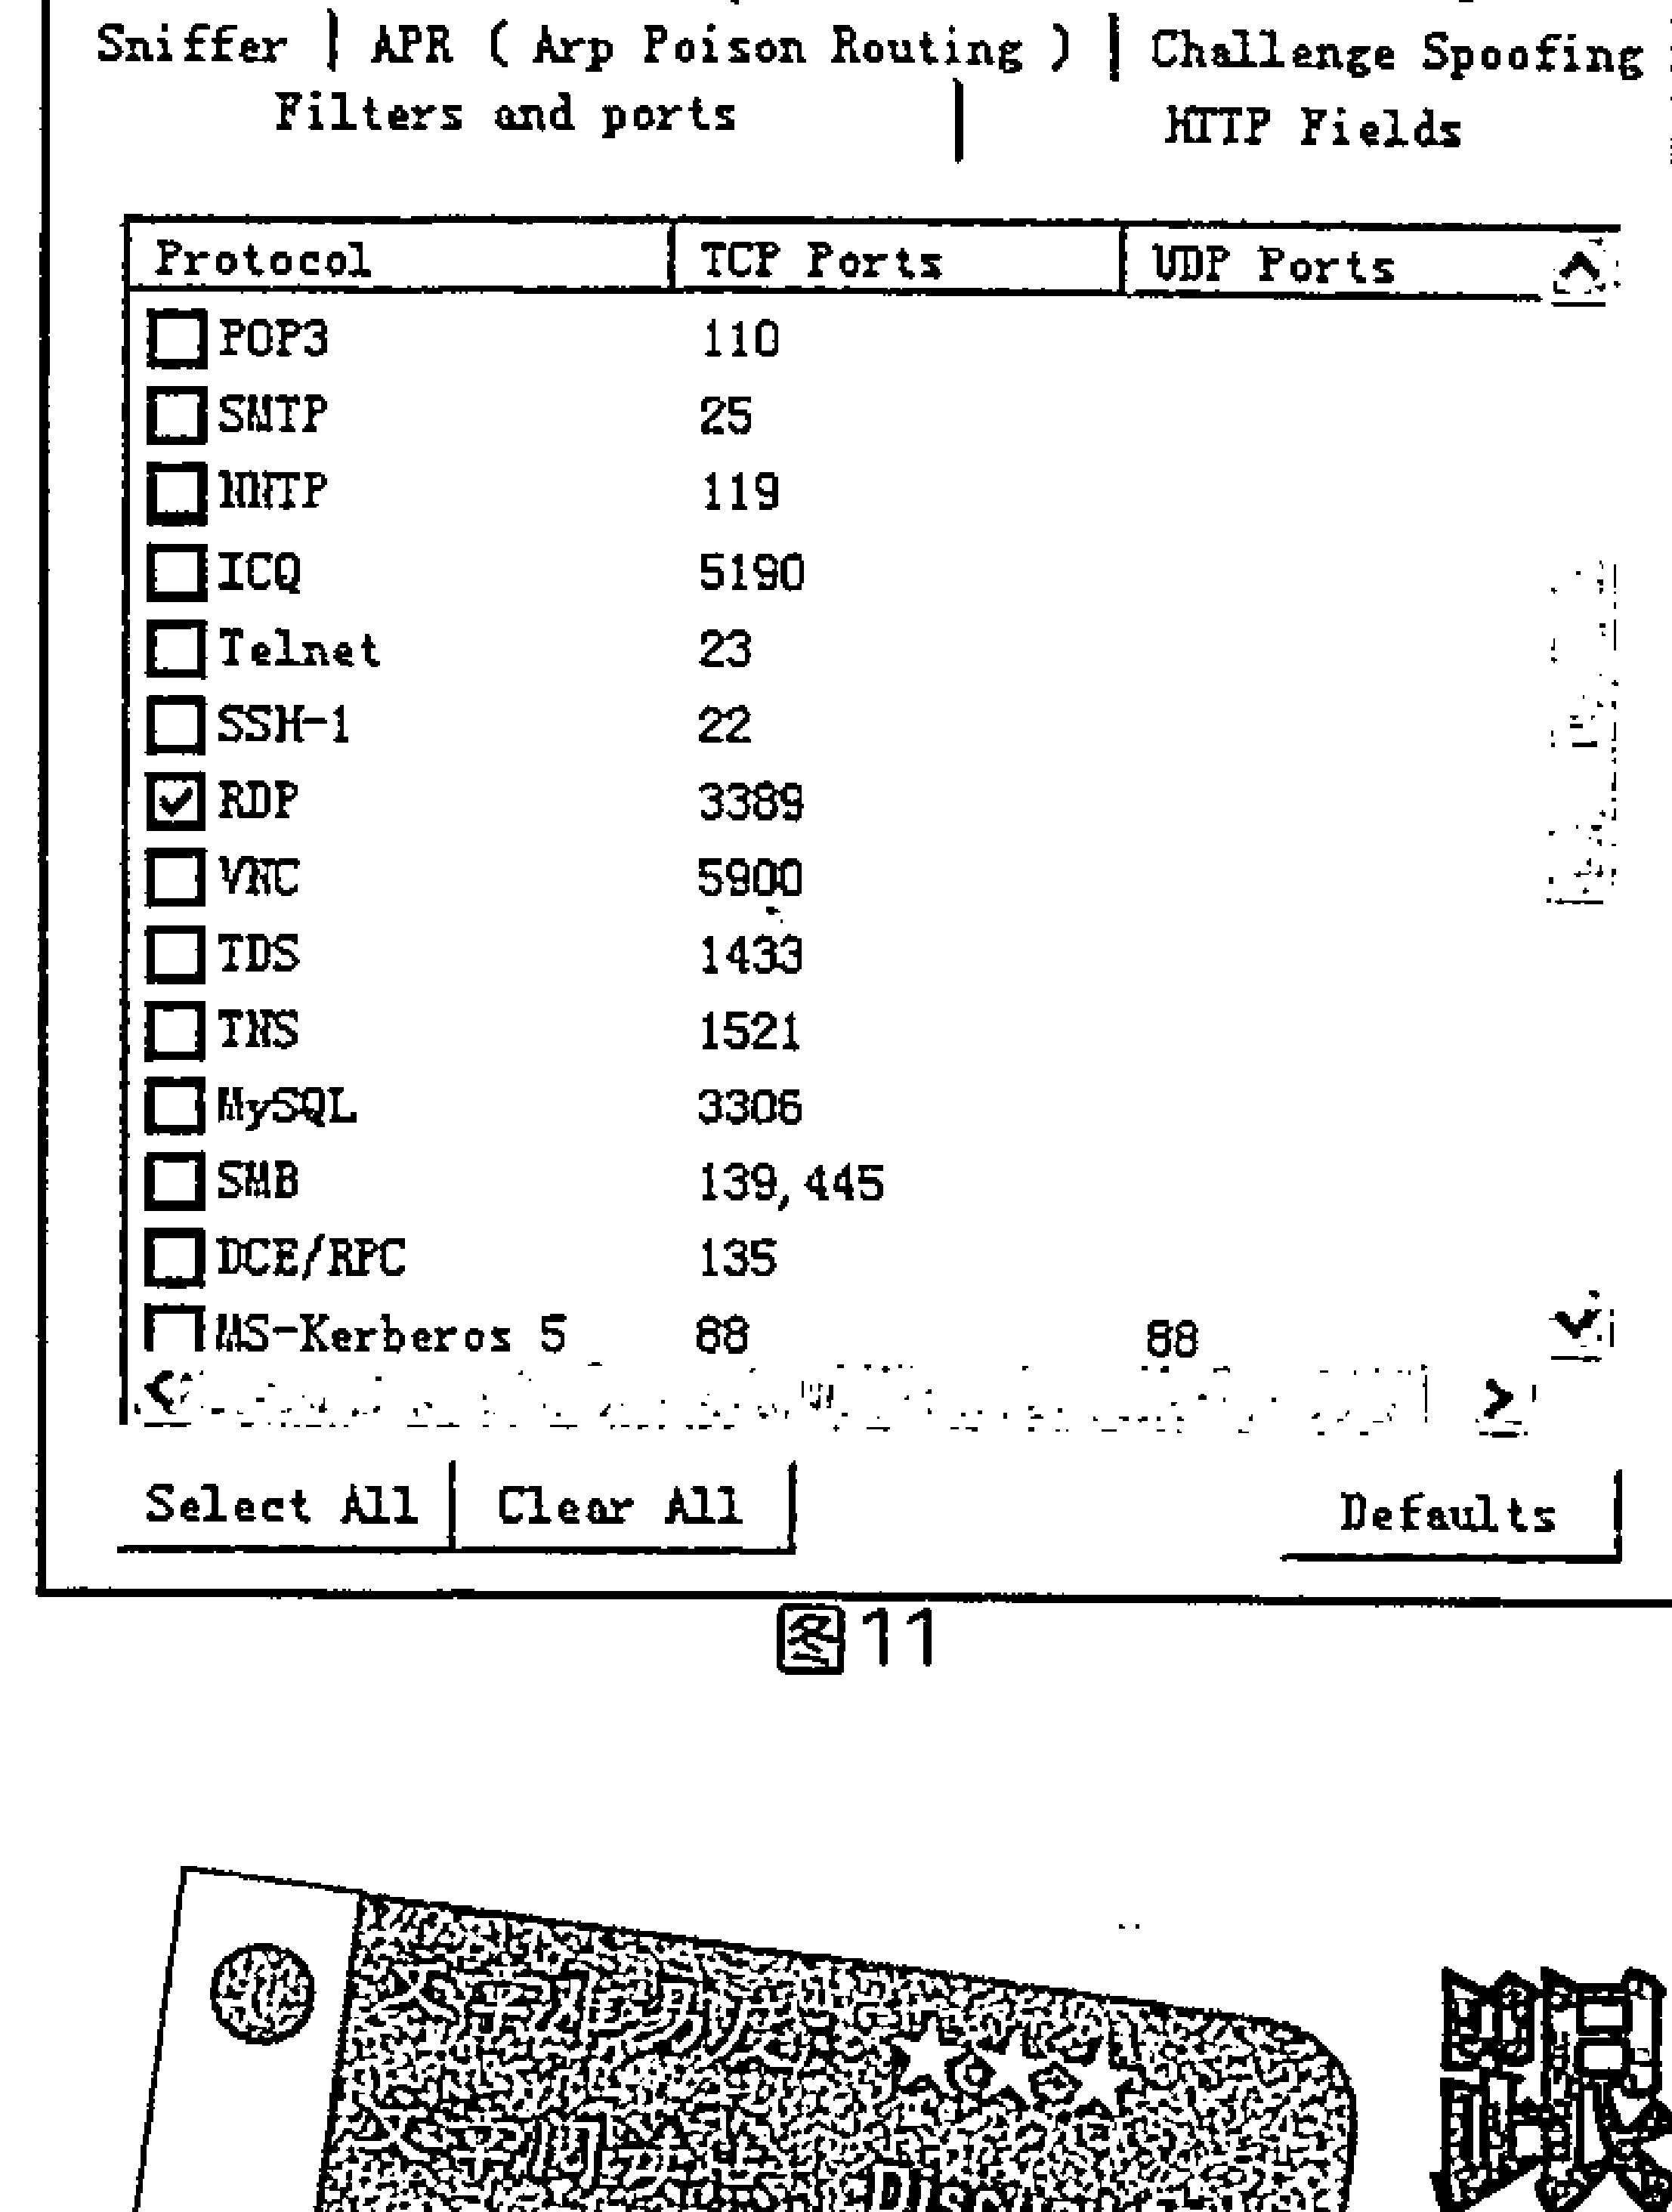 Sniffer | APR ( Arp Poison Routing ) | Challenge Spoofing
Filters and ports | HTTP Fields
Protocol TCP Ports UDP Ports
POP3 110
SMTP 25
NNTP 119
ICQ 5190
Telnet 23
SSH-1 22
RDP 3389
VNC 5900
TDS 1433
TNS 1521
MySQL 3306
SMB 139,445
DCE/RPC 135
MS-Kerberos 5 88 88
Select All Clear All Defaults
图11
跟